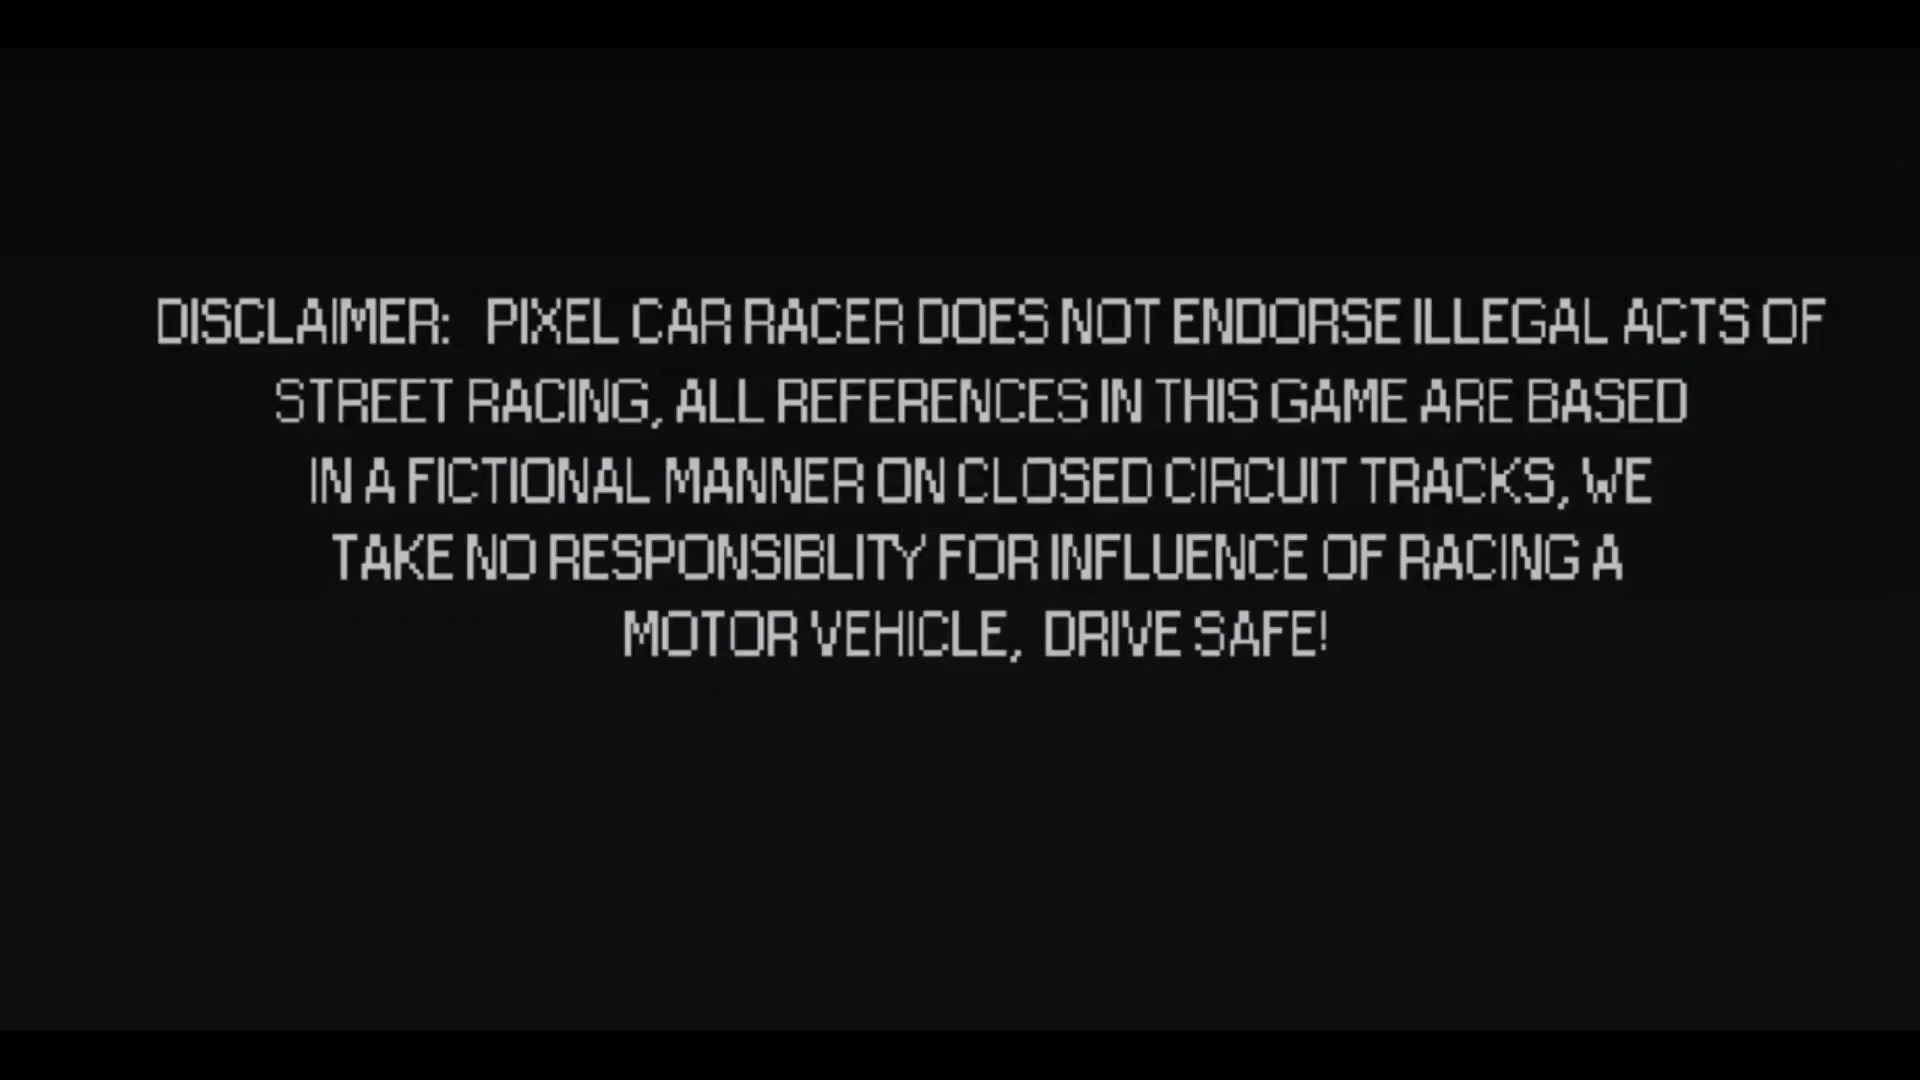 DISCLAIMER: PIXEL CAR RACER DOES NOT ENDORSE ILLEGAL ACTS OF
STREET RACING, ALL REFERENCES IN THIS GAME ARE BASED
IN A FICTIONAL MANNER ON CLOSED CIRCUIT TRACKS, WE
TAKE NO RESPONSIBLITY FOR INFLUENCE OF RACING A
MOTOR VEHICLE, DRIVE SAFE!